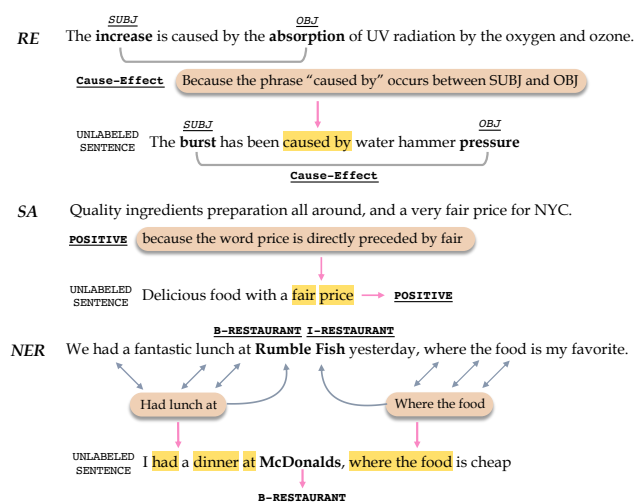 SUBJ OBJ
RE The increase is caused by the absorption of UV radiation by the oxygen and ozone.
Cause-Effect Because the phrase “caused by” occurs between SUBJ and OBJ
SUBJ OBJ
UNLABELED SENTENCE The burst has been caused by water hammer pressure
Cause-Effect
SA Quality ingredients preparation all around, and a very fair price for NYC.
POSITIVE because the word price is directly preceded by fair
UNLABELED SENTENCE Delicious food with a fair price POSITIVE
B-RESTAURANT I-RESTAURANT
NER We had a fantastic lunch at Rumble Fish yesterday, where the food is my favorite.
Had lunch at Where the food
UNLABELED SENTENCE I had a dinner at McDonalds, where the food is cheap
B-RESTAURANT